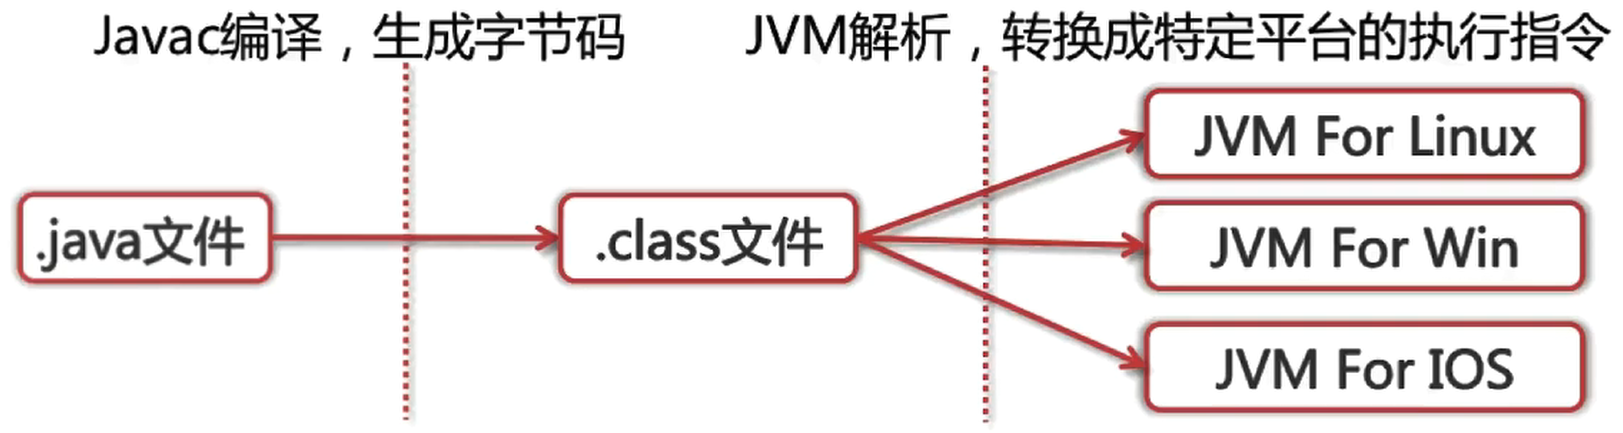 Javac编译，生成字节码
JVM解析，转换成特定平台的执行指令
.java文件
.class文件
JVM For Linux
JVM For Win
JVM For IOS